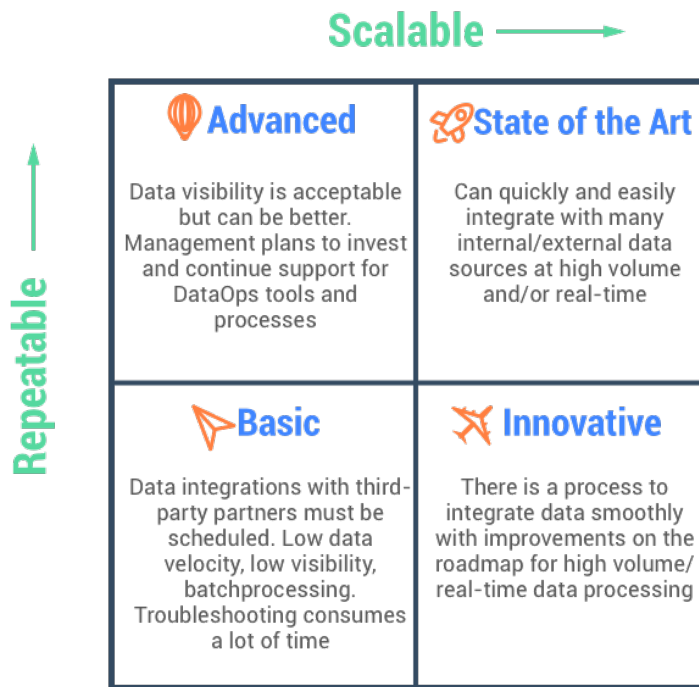 Scalable
Repeatable
Advanced
Data visibility is acceptable
but can be better.
Management plans to invest
and continue support for
DataOps tools and
processes
State of the Art
Can quickly and easily
integrate with many
internal/external data
sources at high volume
and/or real-time
Basic
Data integrations with third-
party partners must be
scheduled. Low data
velocity, low visibility,
batchprocessing.
Troubleshooting consumes
a lot of time
Innovative
There is a process to
integrate data smoothly
with improvements on the
roadmap for high volume/
real-time data processing